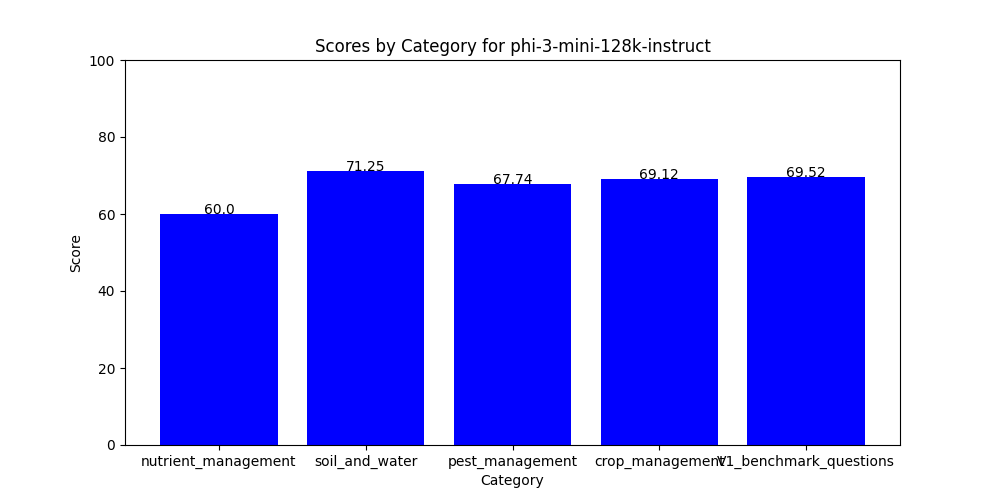 Scores by Category for phi-3-mini-128k-instruct
100
80
60
40
20
0
Score
60.0
71.25
67.74
69.12
69.52
nutrient_management
soil_and_water
pest_management
crop_management
V1_benchmark_questions
Category